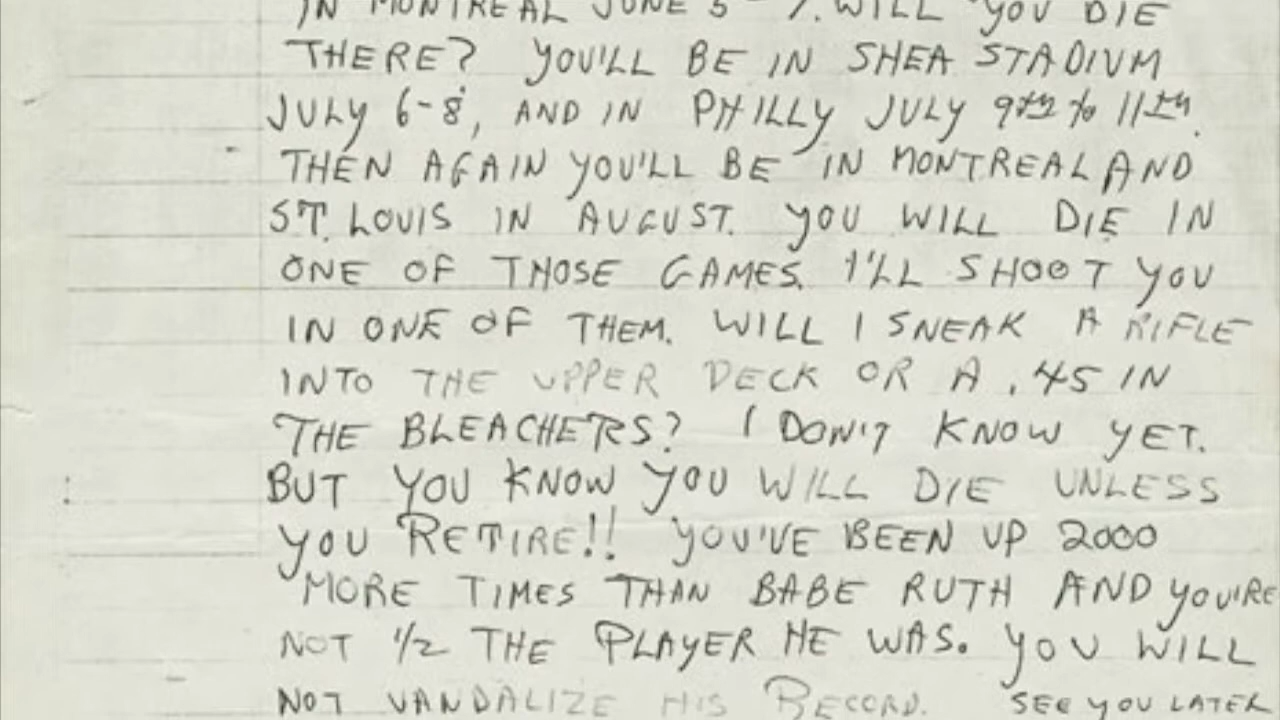 IN MONTREAL JUNE 5-7. WILL YOU DIE
THERE? YOU'LL BE IN SHEA STADIUM
JULY 6-8, AND IN PHILLY JULY 9th to 11th.
THEN AGAIN YOU'LL BE IN MONTREAL AND
ST. LOUIS IN AUGUST. YOU WILL DIE IN
ONE OF THOSE GAMES. I'LL SHOOT YOU
IN ONE OF THEM. WILL I SNEAK A RIFLE
INTO THE UPPER DECK OR A .45 IN
THE BLEACHERS? I DON'T KNOW YET.
BUT YOU KNOW YOU WILL DIE UNLESS
YOU RETIRE!! YOU'VE BEEN UP 2000
MORE TIMES THAN BABE RUTH AND YOU'RE
NOT 1/2 THE PLAYER HE WAS. YOU WILL
NOT VANDALIZE HIS RECORD. SEE YOU LATER